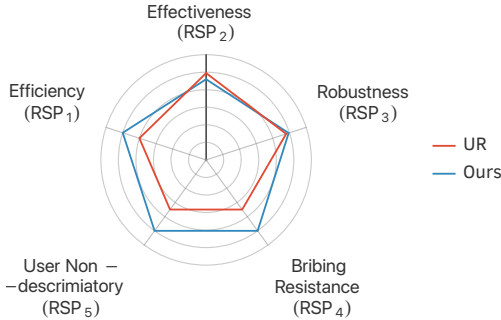 Effectiveness
(RSP₂)
Efficiency
(RSP₁)
Robustness
(RSP₃)
UR
Ours
User Non –
–descrimiatory
(RSP₅)
Bribing
Resistance
(RSP₄)